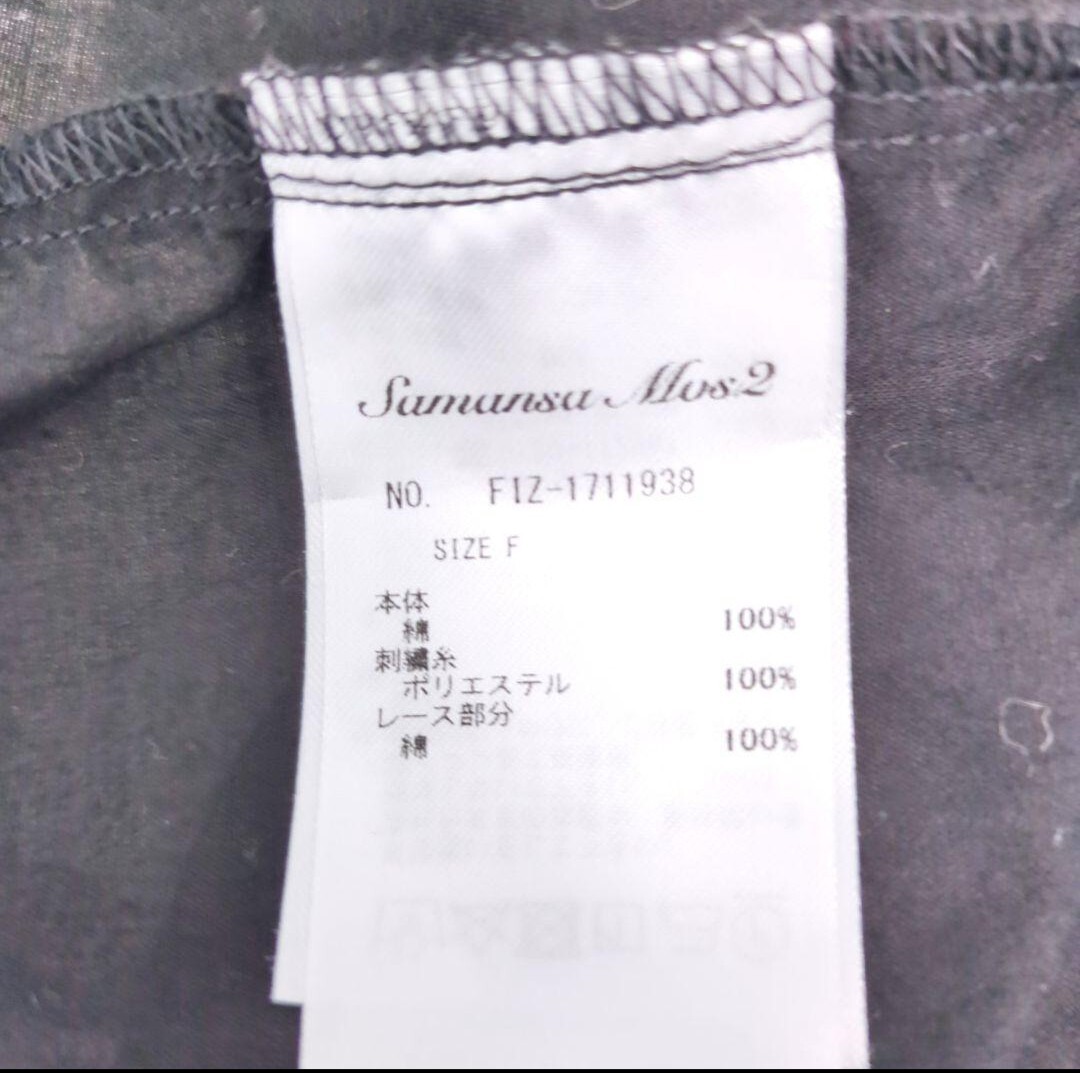 Samansa Mos2
NO. FIZ-1711938
SIZE F
本体
綿 100%
刺繍糸
ポリエステル 100%
レース部分
綿 100%